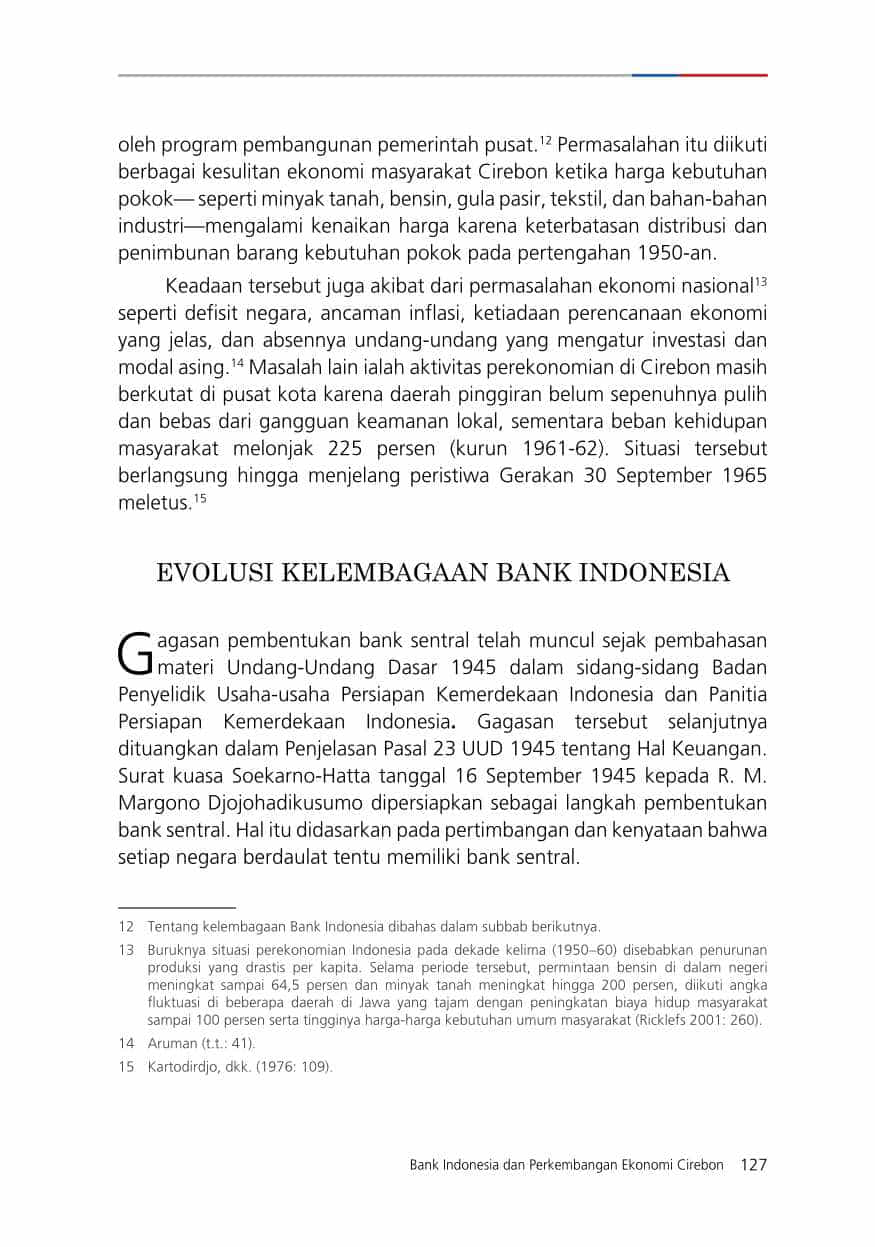 oleh program pembangunan pemerintah pusat.¹² Permasalahan itu diikuti
berbagai kesulitan ekonomi masyarakat Cirebon ketika harga kebutuhan
pokok— seperti minyak tanah, bensin, gula pasir, tekstil, dan bahan-bahan
industri—mengalami kenaikan harga karena keterbatasan distribusi dan
penimbunan barang kebutuhan pokok pada pertengahan 1950-an.
Keadaan tersebut juga akibat dari permasalahan ekonomi nasional¹³
seperti defisit negara, ancaman inflasi, ketiadaan perencanaan ekonomi
yang jelas, dan absennya undang-undang yang mengatur investasi dan
modal asing.¹⁴ Masalah lain ialah aktivitas perekonomian di Cirebon masih
berkutat di pusat kota karena daerah pinggiran belum sepenuhnya pulih
dan bebas dari gangguan keamanan lokal, sementara beban kehidupan
masyarakat melonjak 225 persen (kurun 1961-62). Situasi tersebut
berlangsung hingga menjelang peristiwa Gerakan 30 September 1965
meletus.¹⁵
EVOLUSI KELEMBAGAAN BANK INDONESIA
Gagasan pembentukan bank sentral telah muncul sejak pembahasan
materi Undang-Undang Dasar 1945 dalam sidang-sidang Badan
Penyelidik Usaha-usaha Persiapan Kemerdekaan Indonesia dan Panitia
Persiapan Kemerdekaan Indonesia. Gagasan tersebut selanjutnya
dituangkan dalam Penjelasan Pasal 23 UUD 1945 tentang Hal Keuangan.
Surat kuasa Soekarno-Hatta tanggal 16 September 1945 kepada R. M.
Margono Djojohadikusumo dipersiapkan sebagai langkah pembentukan
bank sentral. Hal itu didasarkan pada pertimbangan dan kenyataan bahwa
setiap negara berdaulat tentu memiliki bank sentral.
12 Tentang kelembagaan Bank Indonesia dibahas dalam subbab berikutnya.
13 Buruknya situasi perekonomian Indonesia pada dekade kelima (1950–60) disebabkan penurunan
produksi yang drastis per kapita. Selama periode tersebut, permintaan bensin di dalam negeri
meningkat sampai 64,5 persen dan minyak tanah meningkat hingga 200 persen, diikuti angka
fluktuasi di beberapa daerah di Jawa yang tajam dengan peningkatan biaya hidup masyarakat
sampai 100 persen serta tingginya harga-harga kebutuhan umum masyarakat (Ricklefs 2001: 260).
14 Aruman (t.t.: 41).
15 Kartodirdjo, dkk. (1976: 109).
Bank Indonesia dan Perkembangan Ekonomi Cirebon 127